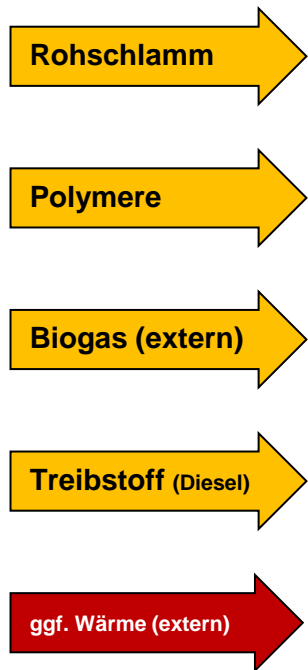 Rohschlamm
Polymere
Biogas (extern)
Treibstoff (Diesel)
ggf. Wärme (extern)